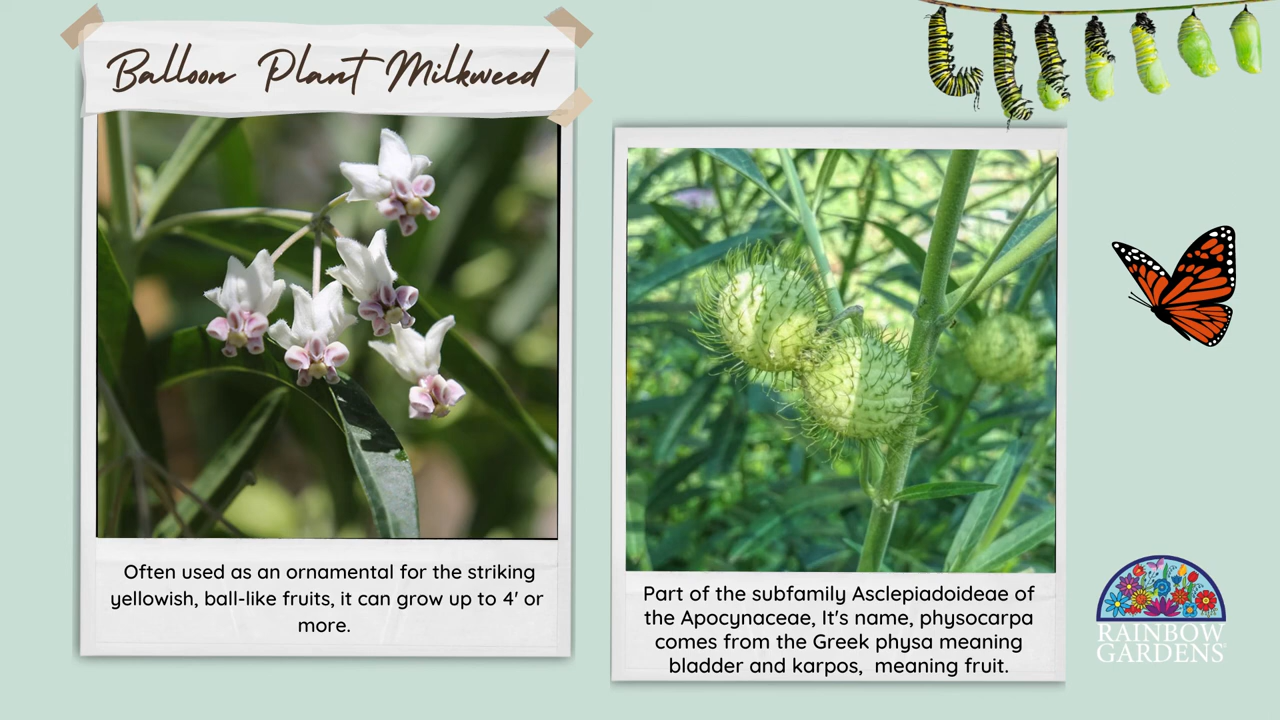 Balloon Plant Milkweed
Often used as an ornamental for the striking
yellowish, ball-like fruits, it can grow up to 4' or
more.
Part of the subfamily Asclepiadoideae of
the Apocynaceae, It's name, physocarpa
comes from the Greek physa meaning
bladder and karpos,  meaning fruit.
RAINBOW
GARDENS